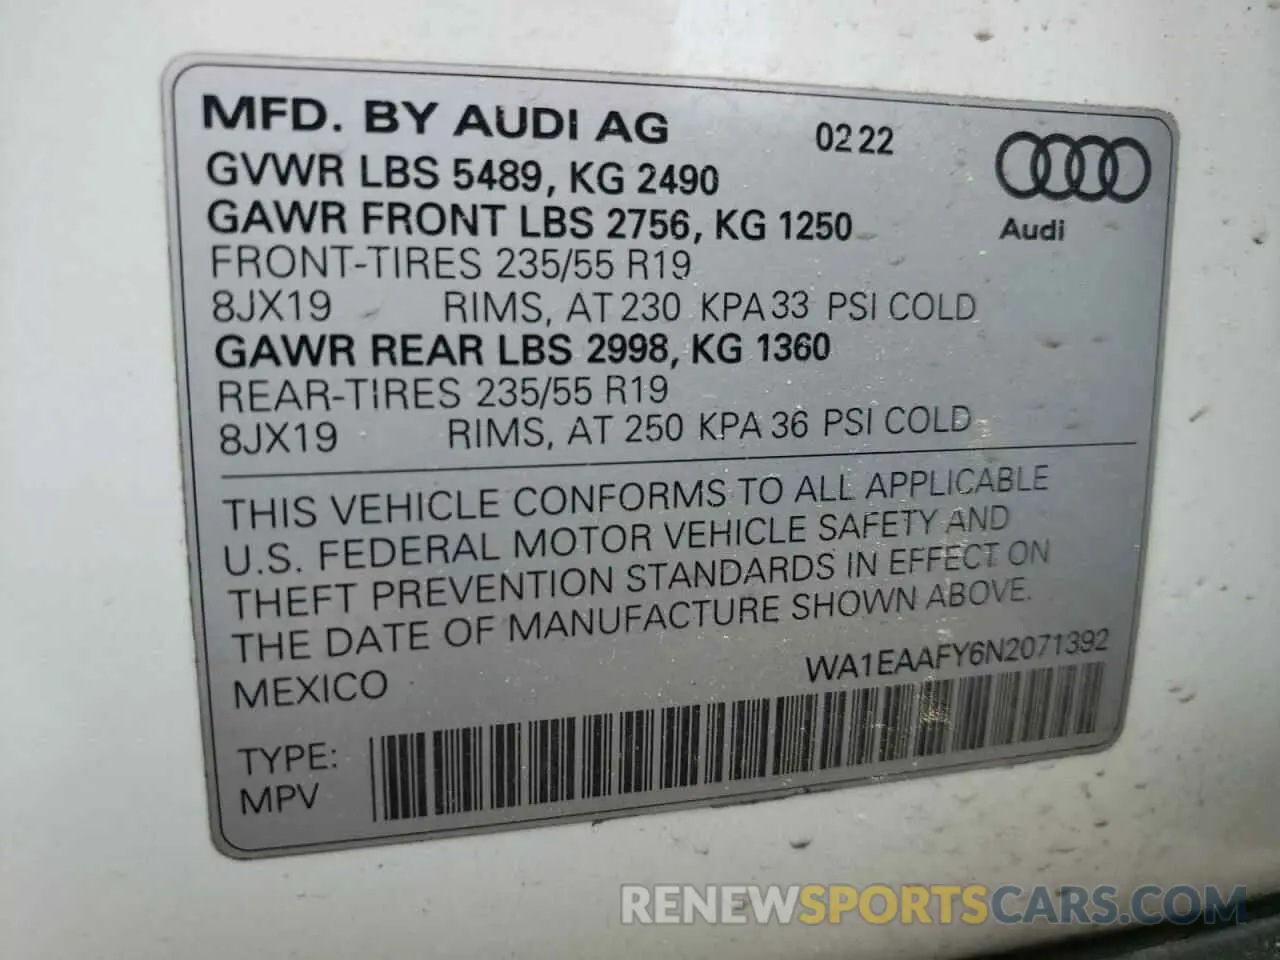 MFD. BY AUDI AG 0222
GVWR LBS 5489, KG 2490
GAWR FRONT LBS 2756, KG 1250
Audi
FRONT-TIRES 235/55 R19
8JX19 RIMS, AT 230 KPA 33 PSI COLD
GAWR REAR LBS 2998, KG 1360
REAR-TIRES 235/55 R19
8JX19 RIMS, AT 250 KPA 36 PSI COLD
THIS VEHICLE CONFORMS TO ALL APPLICABLE
U.S. FEDERAL MOTOR VEHICLE SAFETY AND
THEFT PREVENTION STANDARDS IN EFFECT ON
THE DATE OF MANUFACTURE SHOWN ABOVE.
MEXICO WA1EAAFY6N2071392
TYPE:
MPV
RENEWSPORTSCARS.COM